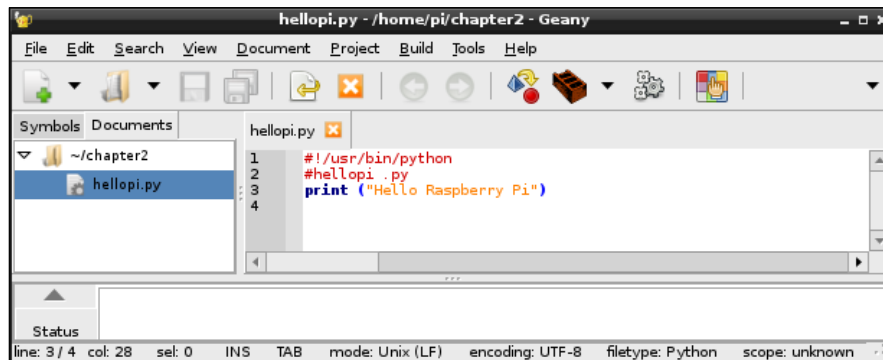 hellopi.py - /home/pi/chapter2 - Geany
File Edit Search View Document Project Build Tools Help
Symbols Documents
~/chapter2
hellopi.py
hellopi.py
1 #!/usr/bin/python
2 #hellopi .py
3 print ("Hello Raspberry Pi")
4
Status
line: 3 / 4 col: 28 sel: 0 INS TAB mode: Unix (LF) encoding: UTF-8 filetype: Python scope: unknown